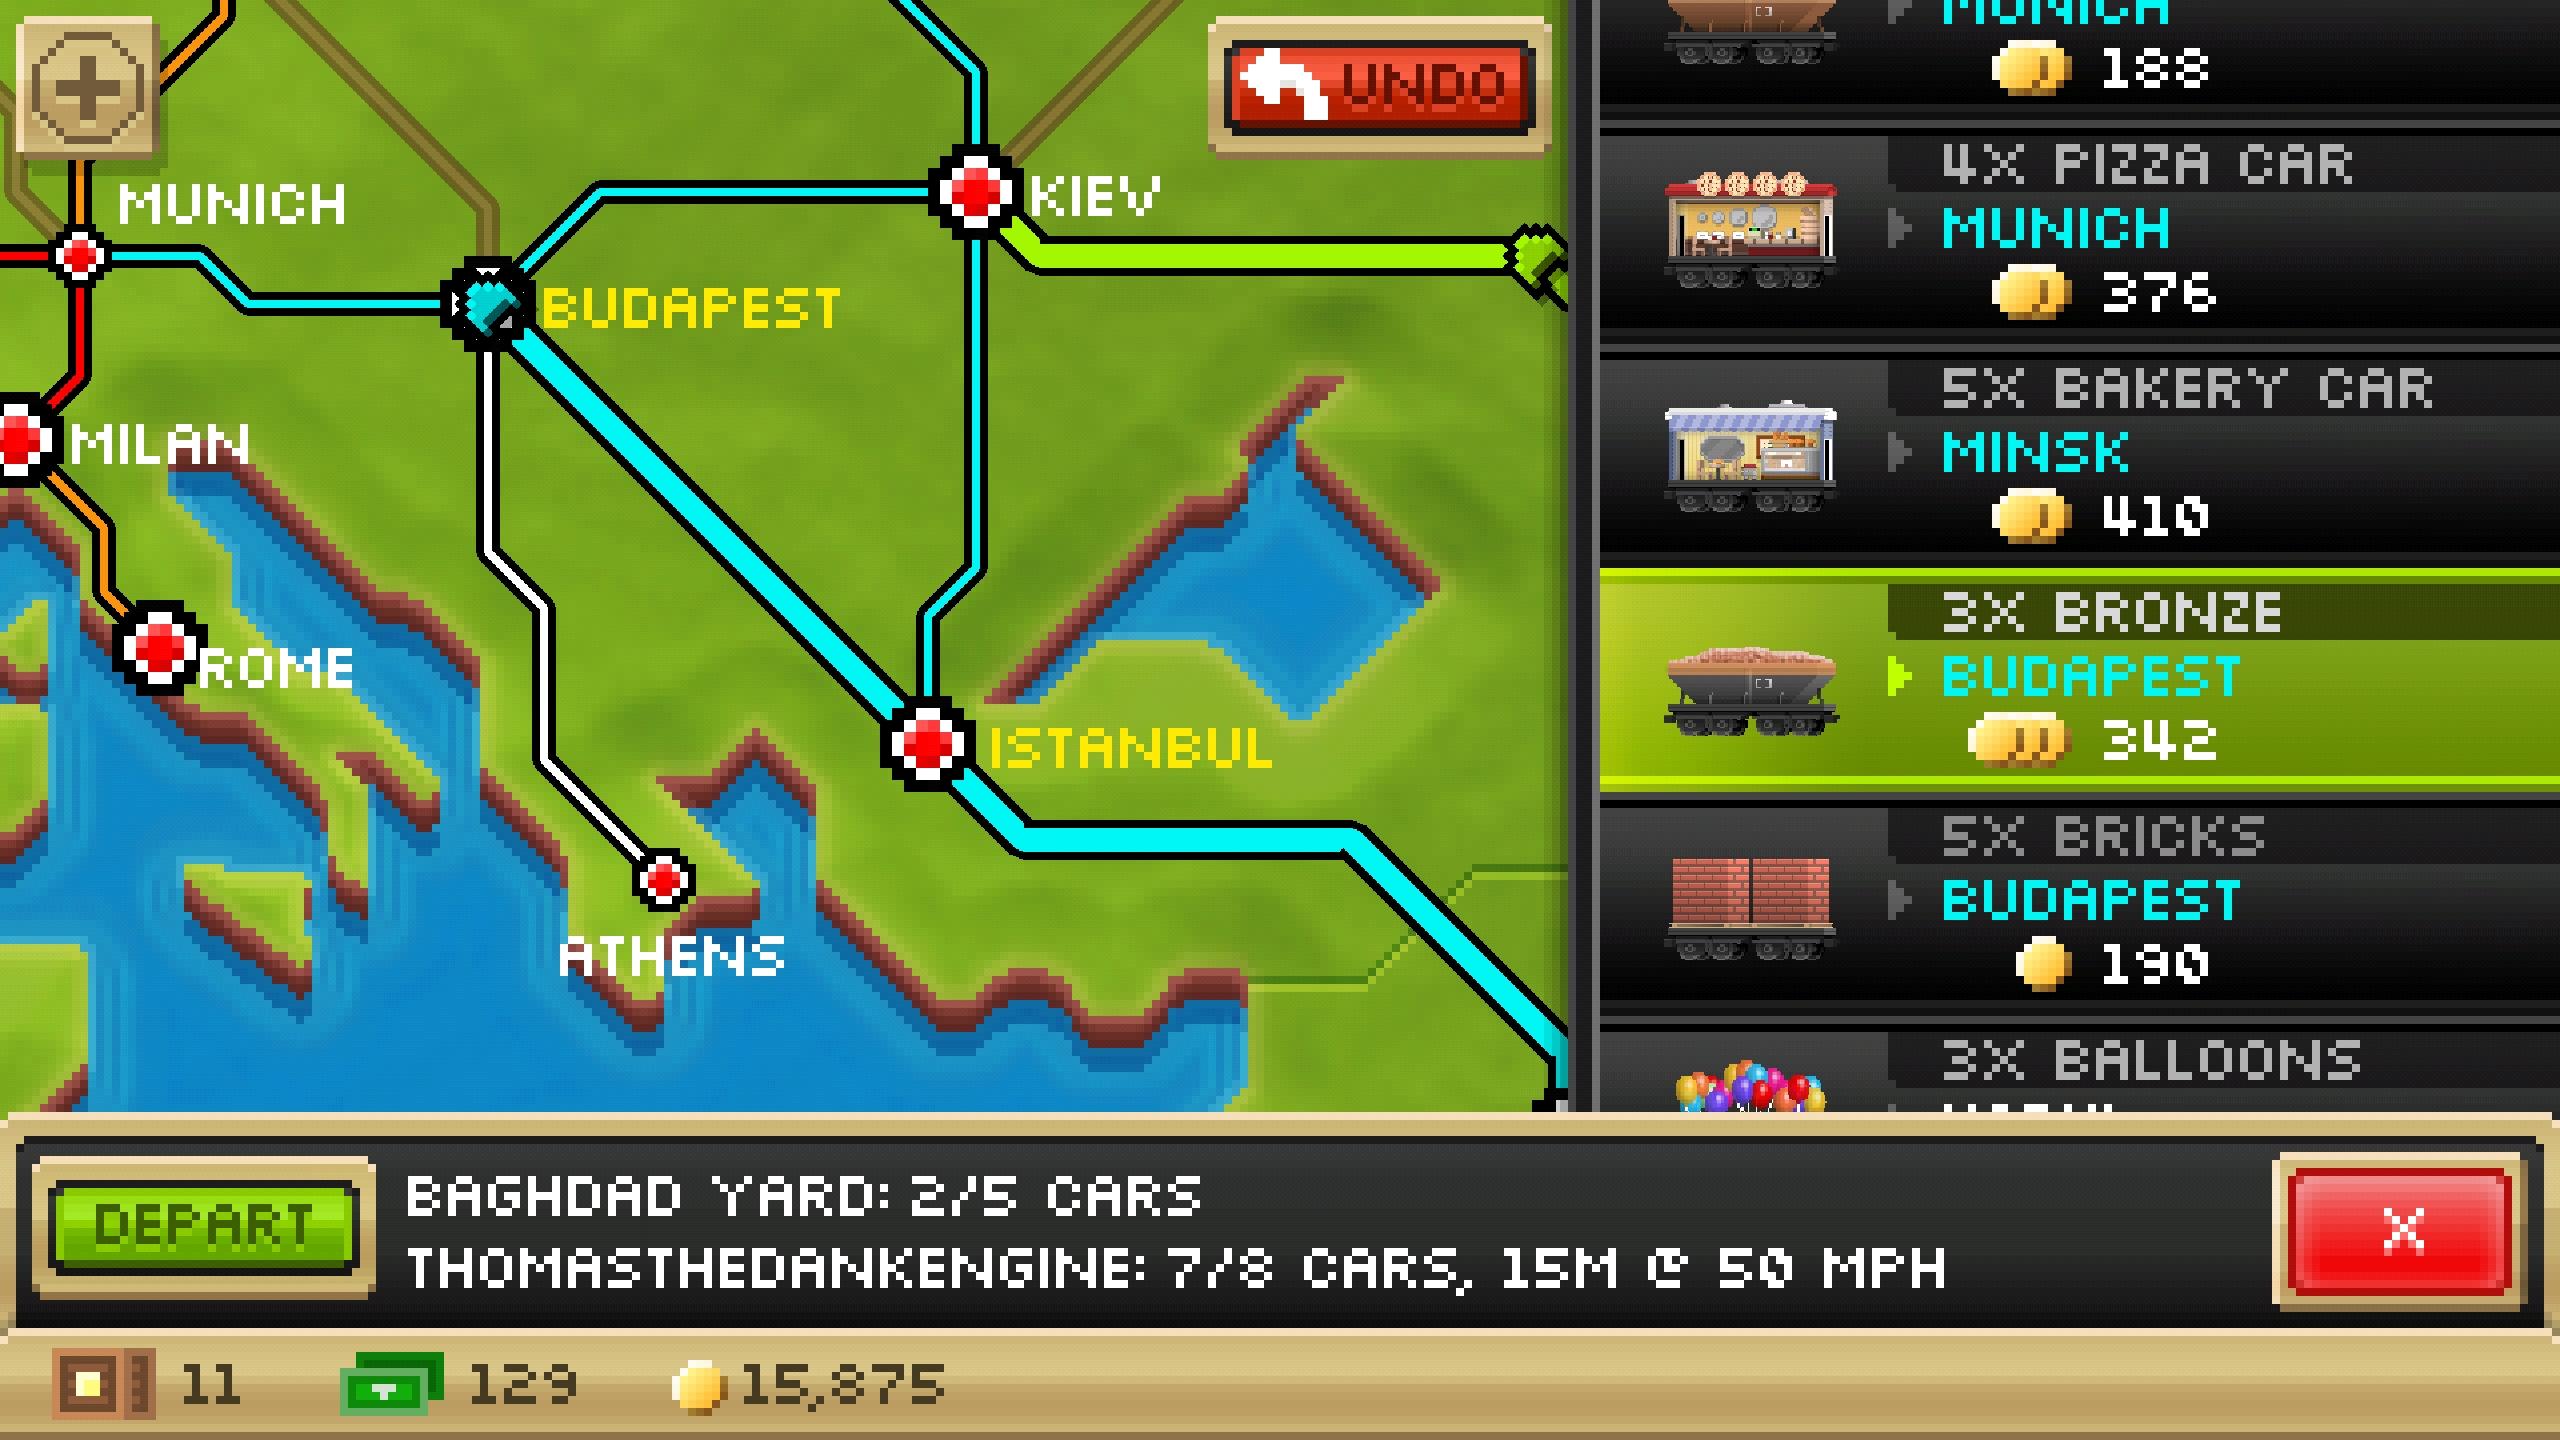 UNDO
MUNICH
KIEV
BUDAPEST
MILAN
ROME
ISTANBUL
ATHENS
MUNICH
188
4X PIZZA CAR
MUNICH
376
5X BAKERY CAR
MINSK
410
3X BRONZE
BUDAPEST
342
5X BRICKS
BUDAPEST
190
3X BALLOONS
DEPART
BAGHDAD YARD: 2/5 CARS
THOMASTHEDANKENGINE: 7/8 CARS, 15M @ 50 MPH
X
11
129
15,875